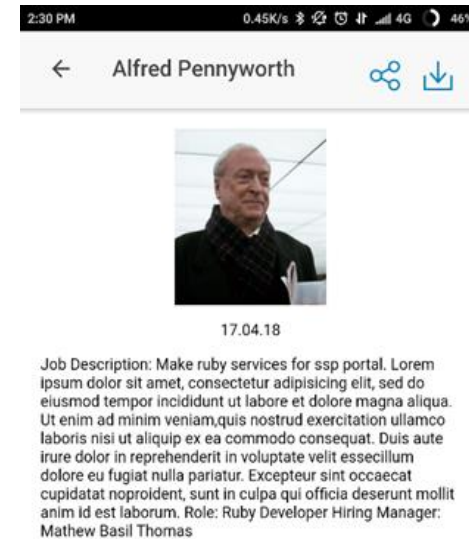 2:30 PM 0.45K/s 4G 46%
Alfred Pennyworth
17.04.18
Job Description: Make ruby services for ssp portal. Lorem
ipsum dolor sit amet, consectetur adipisicing elit, sed do
eiusmod tempor incididunt ut labore et dolore magna aliqua.
Ut enim ad minim veniam,quis nostrud exercitation ullamco
laboris nisi ut aliquip ex ea commodo consequat. Duis aute
irure dolor in reprehenderit in voluptate velit essecillum
dolore eu fugiat nulla pariatur. Excepteur sint occaecat
cupidatat noproident, sunt in culpa qui officia deserunt mollit
anim id est laborum. Role: Ruby Developer Hiring Manager:
Mathew Basil Thomas